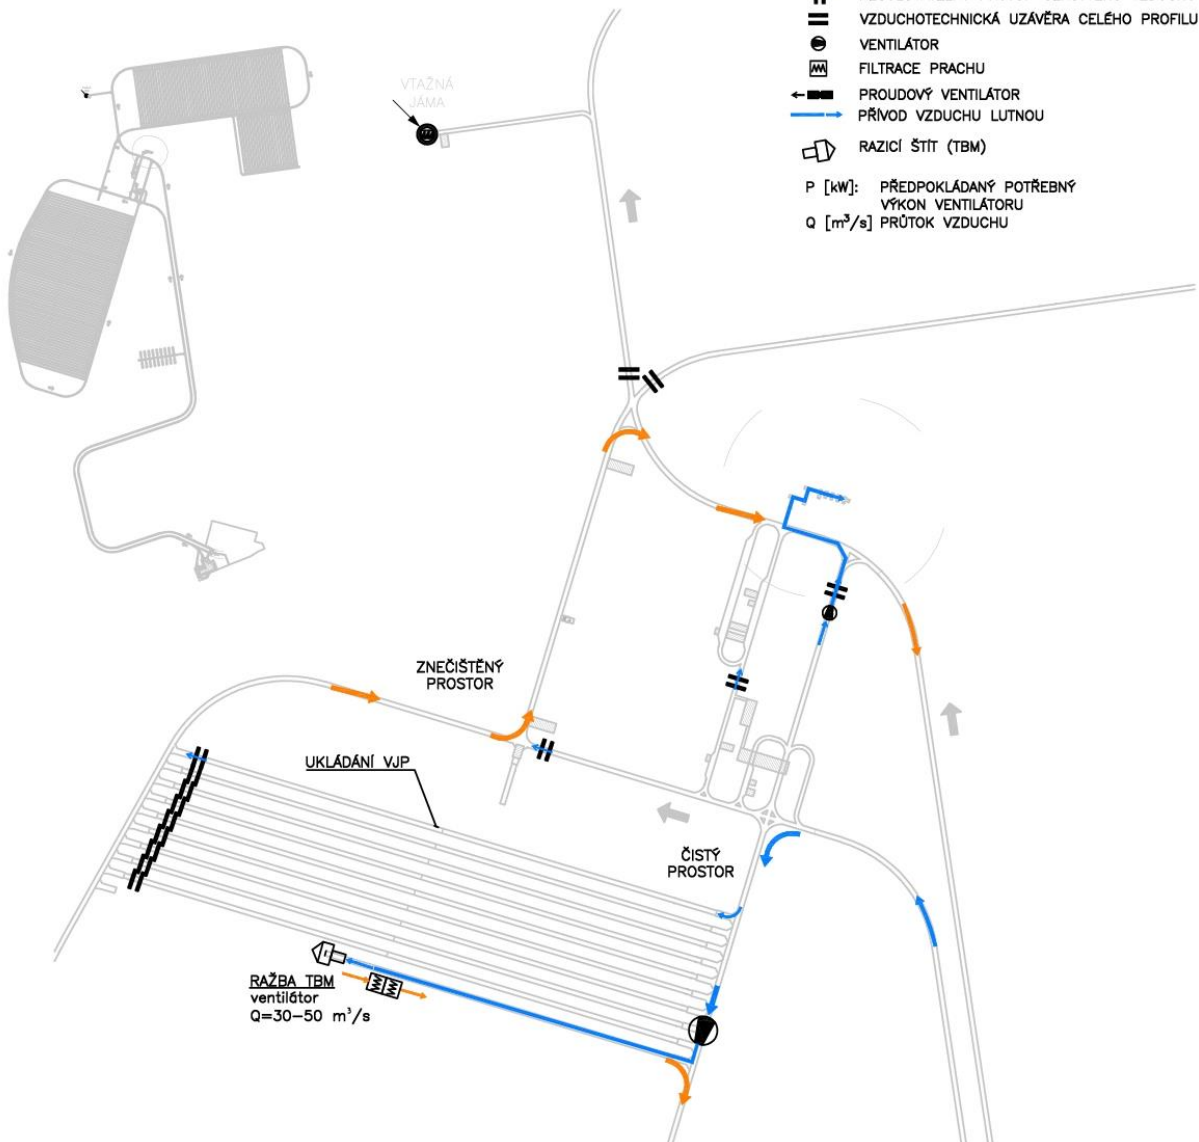 VZDUCHOTECHNICKÁ UZÁVĚRA CELÉHO PROFILU
VENTILÁTOR
FILTRACE PRACHU
PROUDOVÝ VENTILÁTOR
PŘÍVOD VZDUCHU LUTNOU
RAZICÍ ŠTÍT (TBM)
P [kW]: PŘEDPOKLÁDANÝ POTŘEBNÝ
VÝKON VENTILÁTORU
Q [m³/s] PRŮTOK VZDUCHU
VTAŽNÁ
JÁMA
ZNEČIŠTĚNÝ
PROSTOR
UKLÁDÁNÍ VJP
ČISTÝ
PROSTOR
RAŽBA TBM
ventilátor
Q=30–50 m³/s